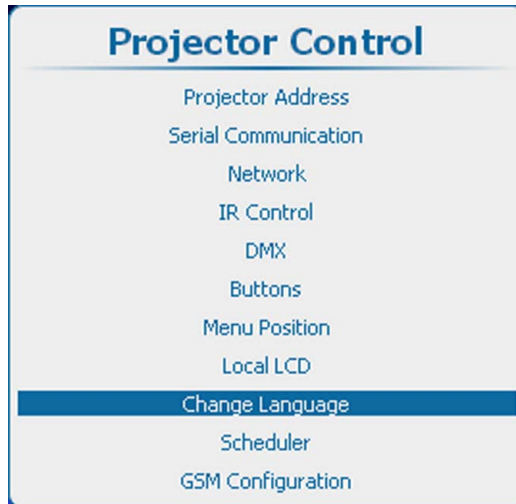 Projector Control
Projector Address
Serial Communication
Network
IR Control
DMX
Buttons
Menu Position
Local LCD
Change Language
Scheduler
GSM Configuration